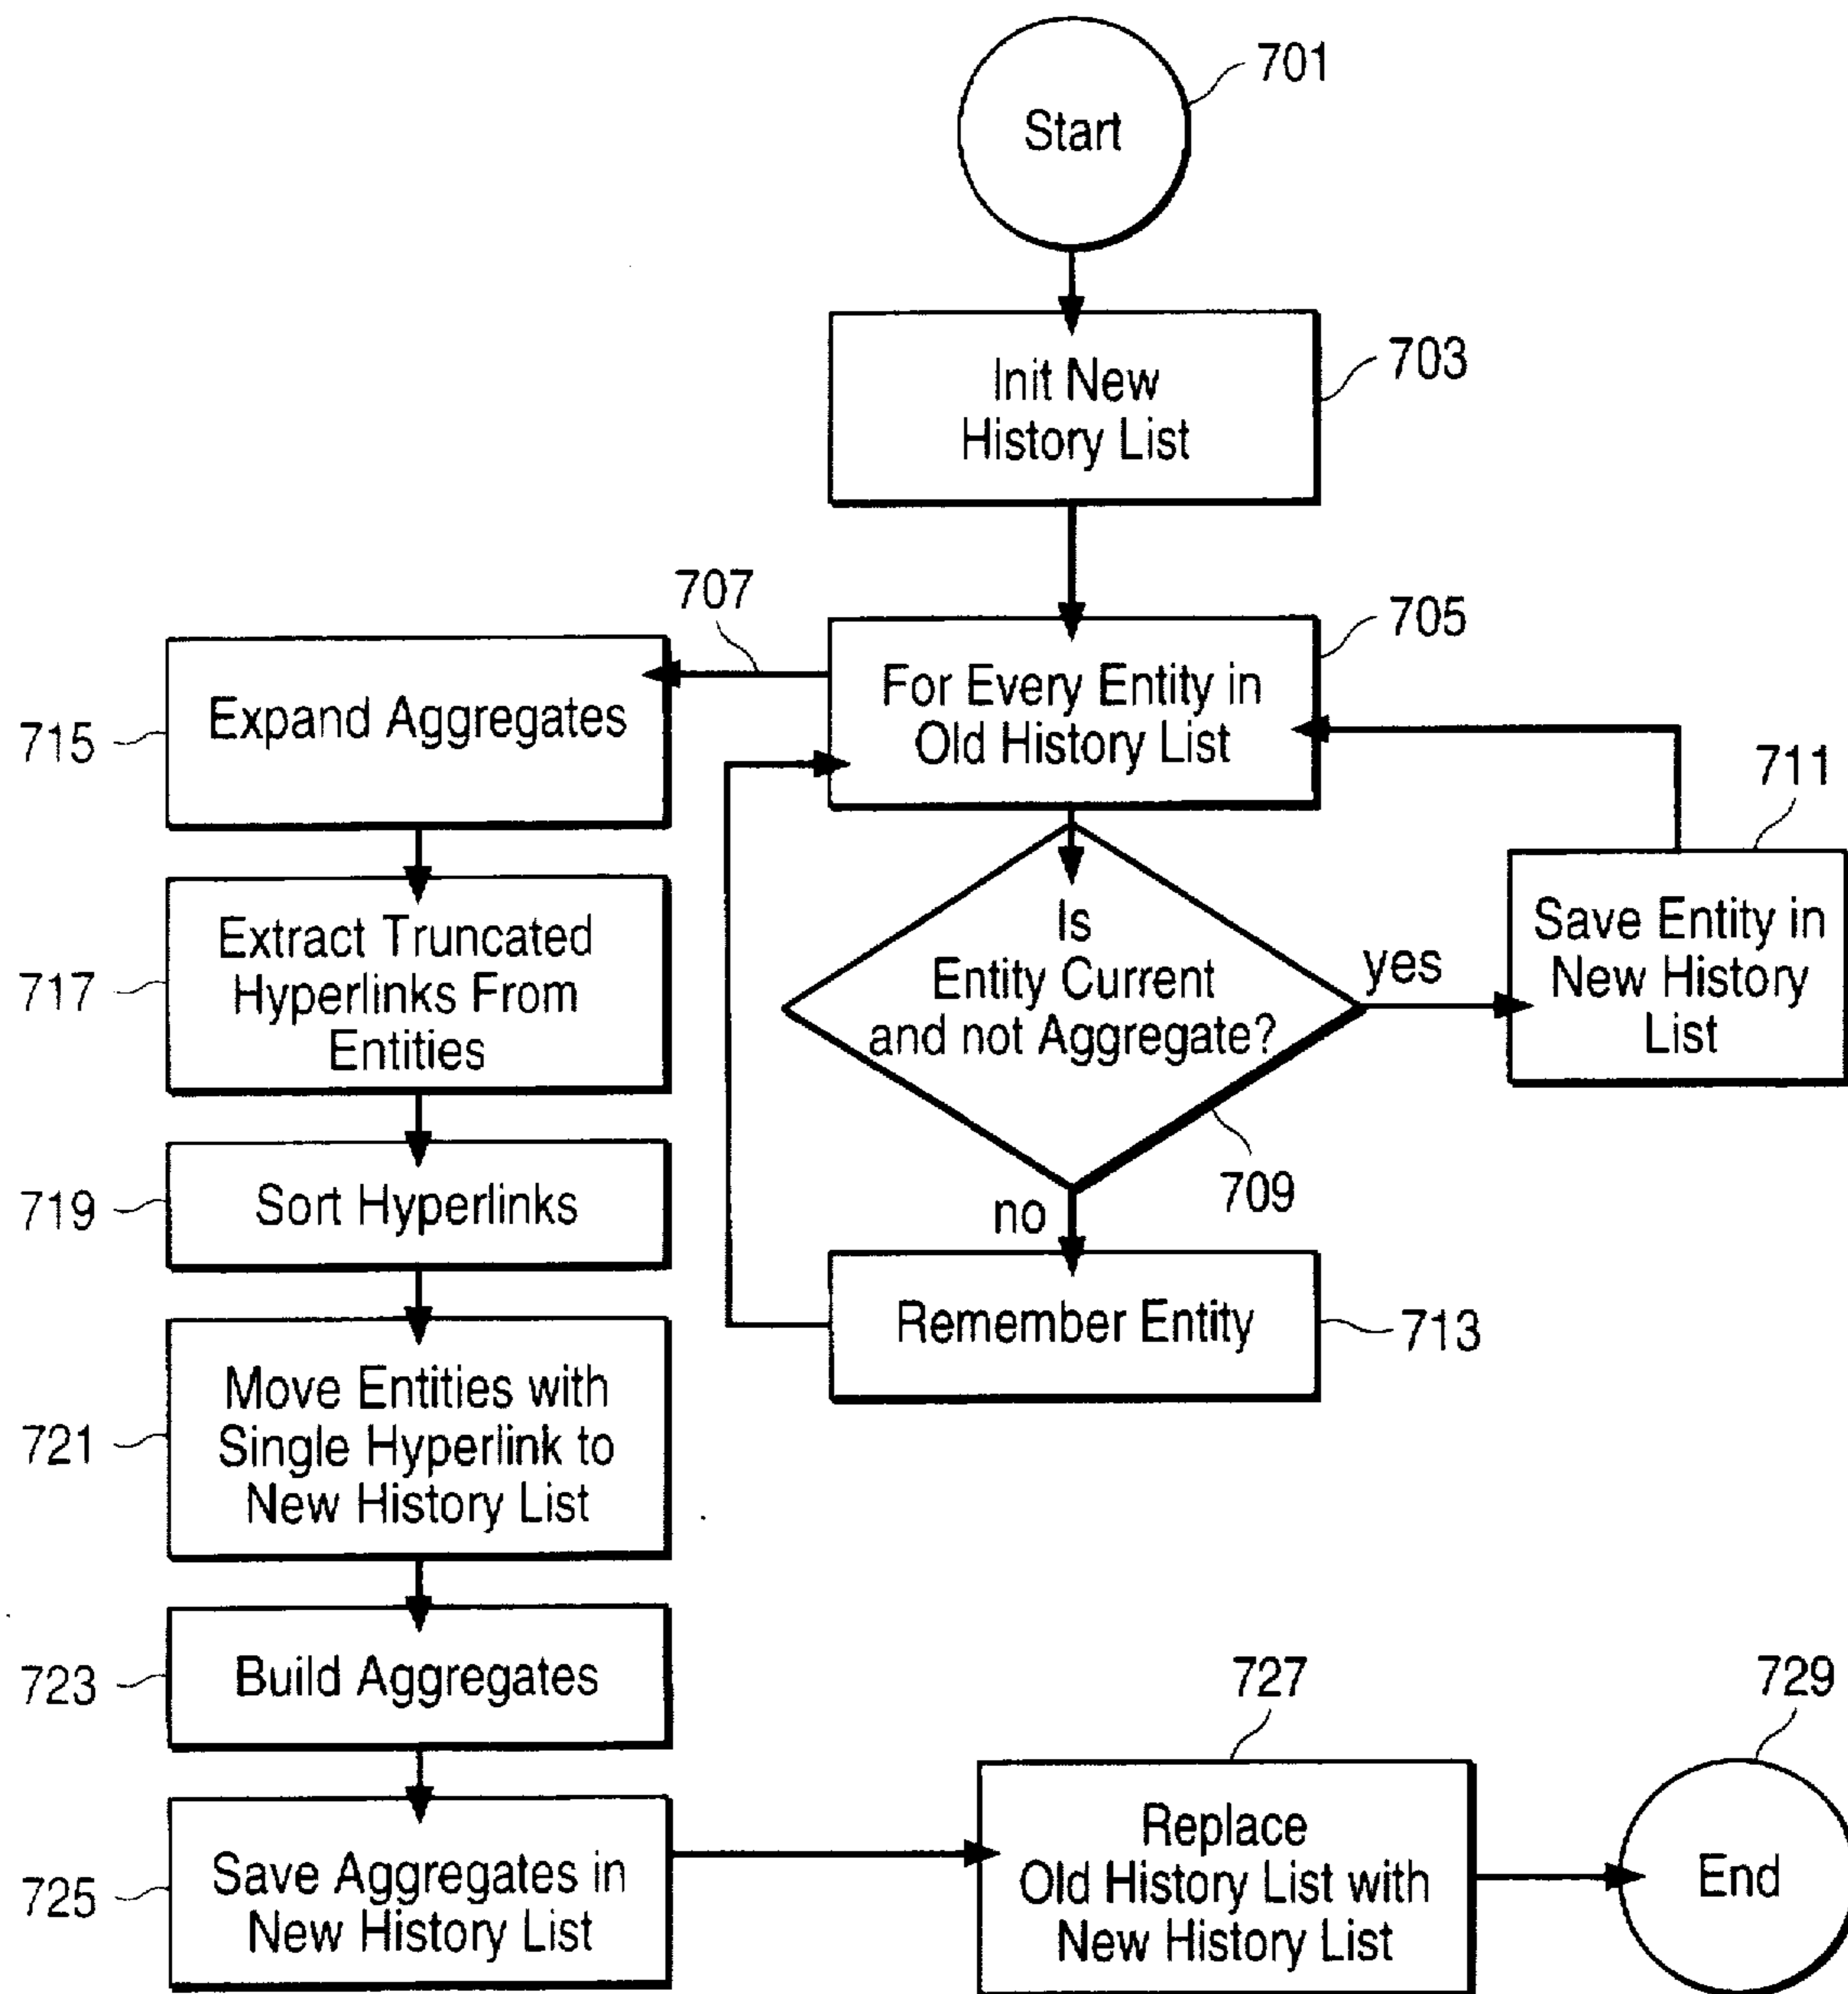 Start
701
Init New
History List
703
707
For Every Entity in
Old History List
705
Is
Entity Current
and not Aggregate?
709
yes
Save Entity in
New History
List
711
no
Remember Entity
713
Expand Aggregates
715
Extract Truncated
Hyperlinks From
Entities
717
Sort Hyperlinks
719
Move Entities with
Single Hyperlink to
New History List
721
Build Aggregates
723
Save Aggregates in
New History List
725
Replace
Old History List with
New History List
727
End
729